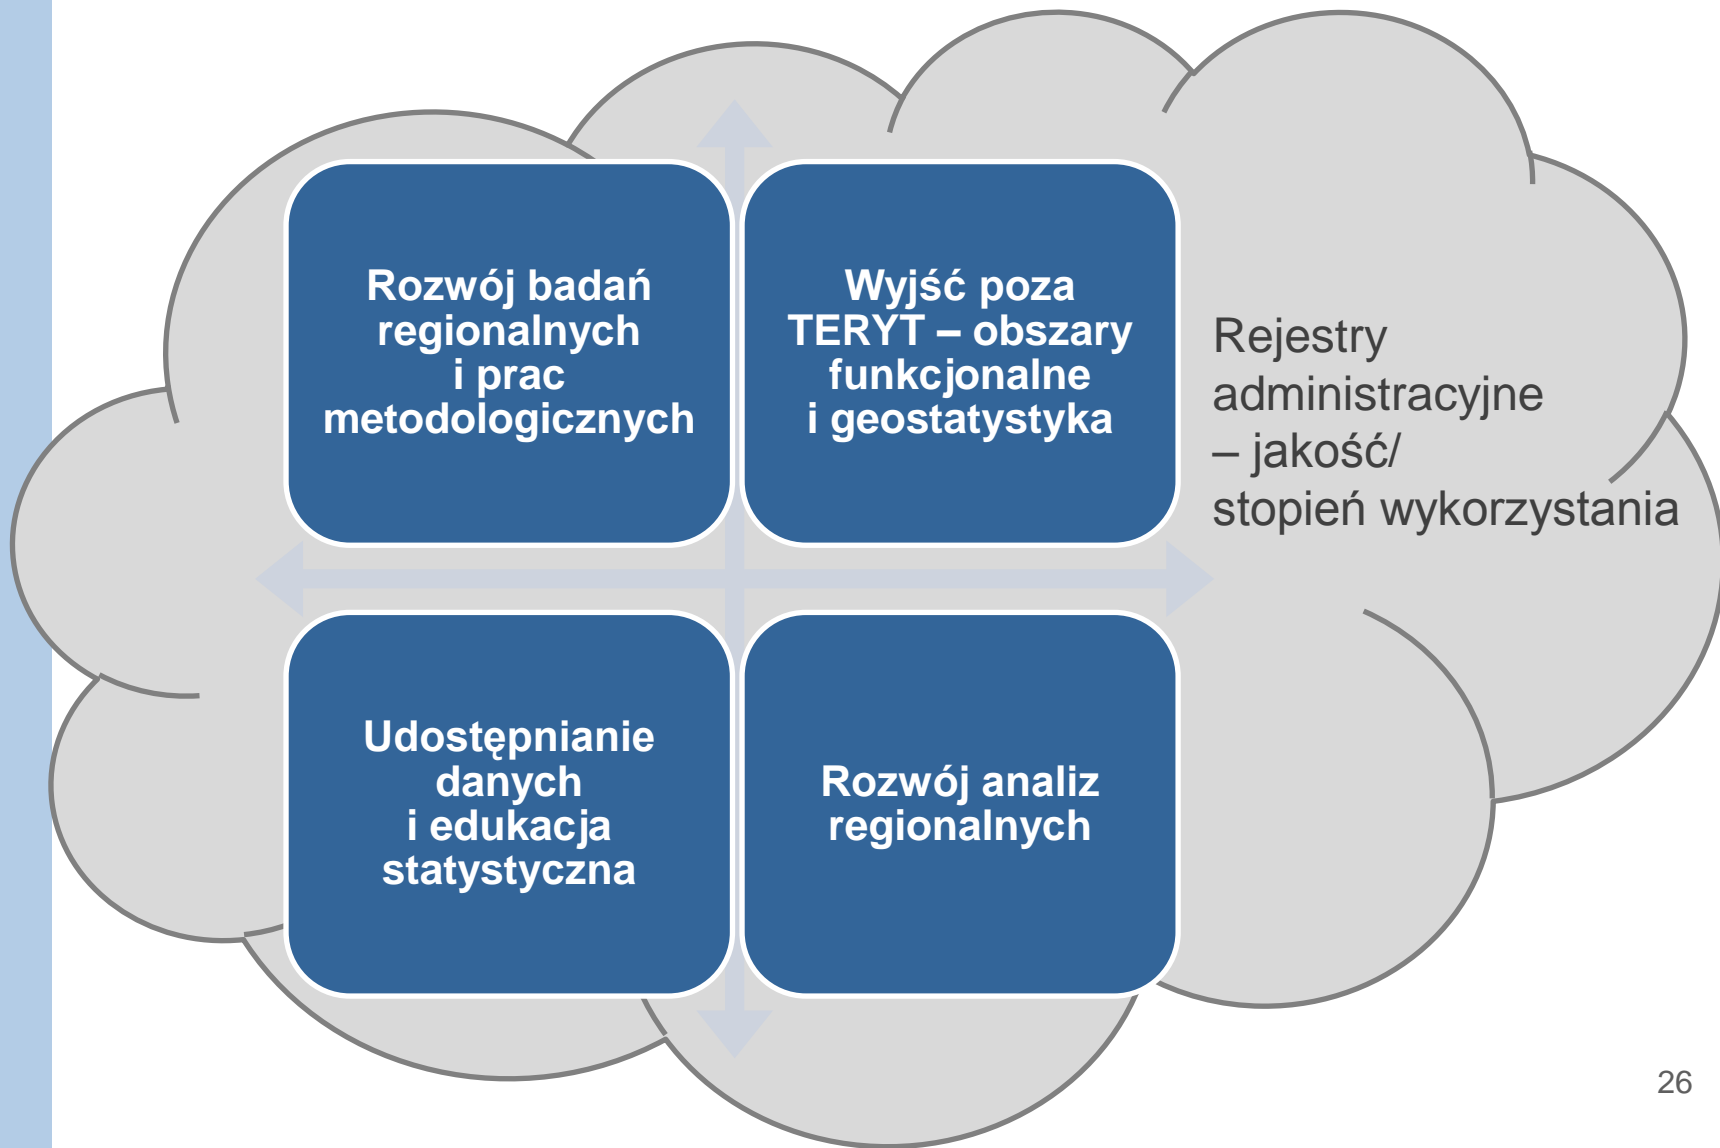 Rozwój badań
regionalnych
i prac
metodologicznych
Wyjść poza
TERYT – obszary
funkcjonalne
i geostatystyka
Rejestry
administracyjne
– jakość/
stopień wykorzystania
Udostępnianie
danych
i edukacja
statystyczna
Rozwój analiz
regionalnych
26